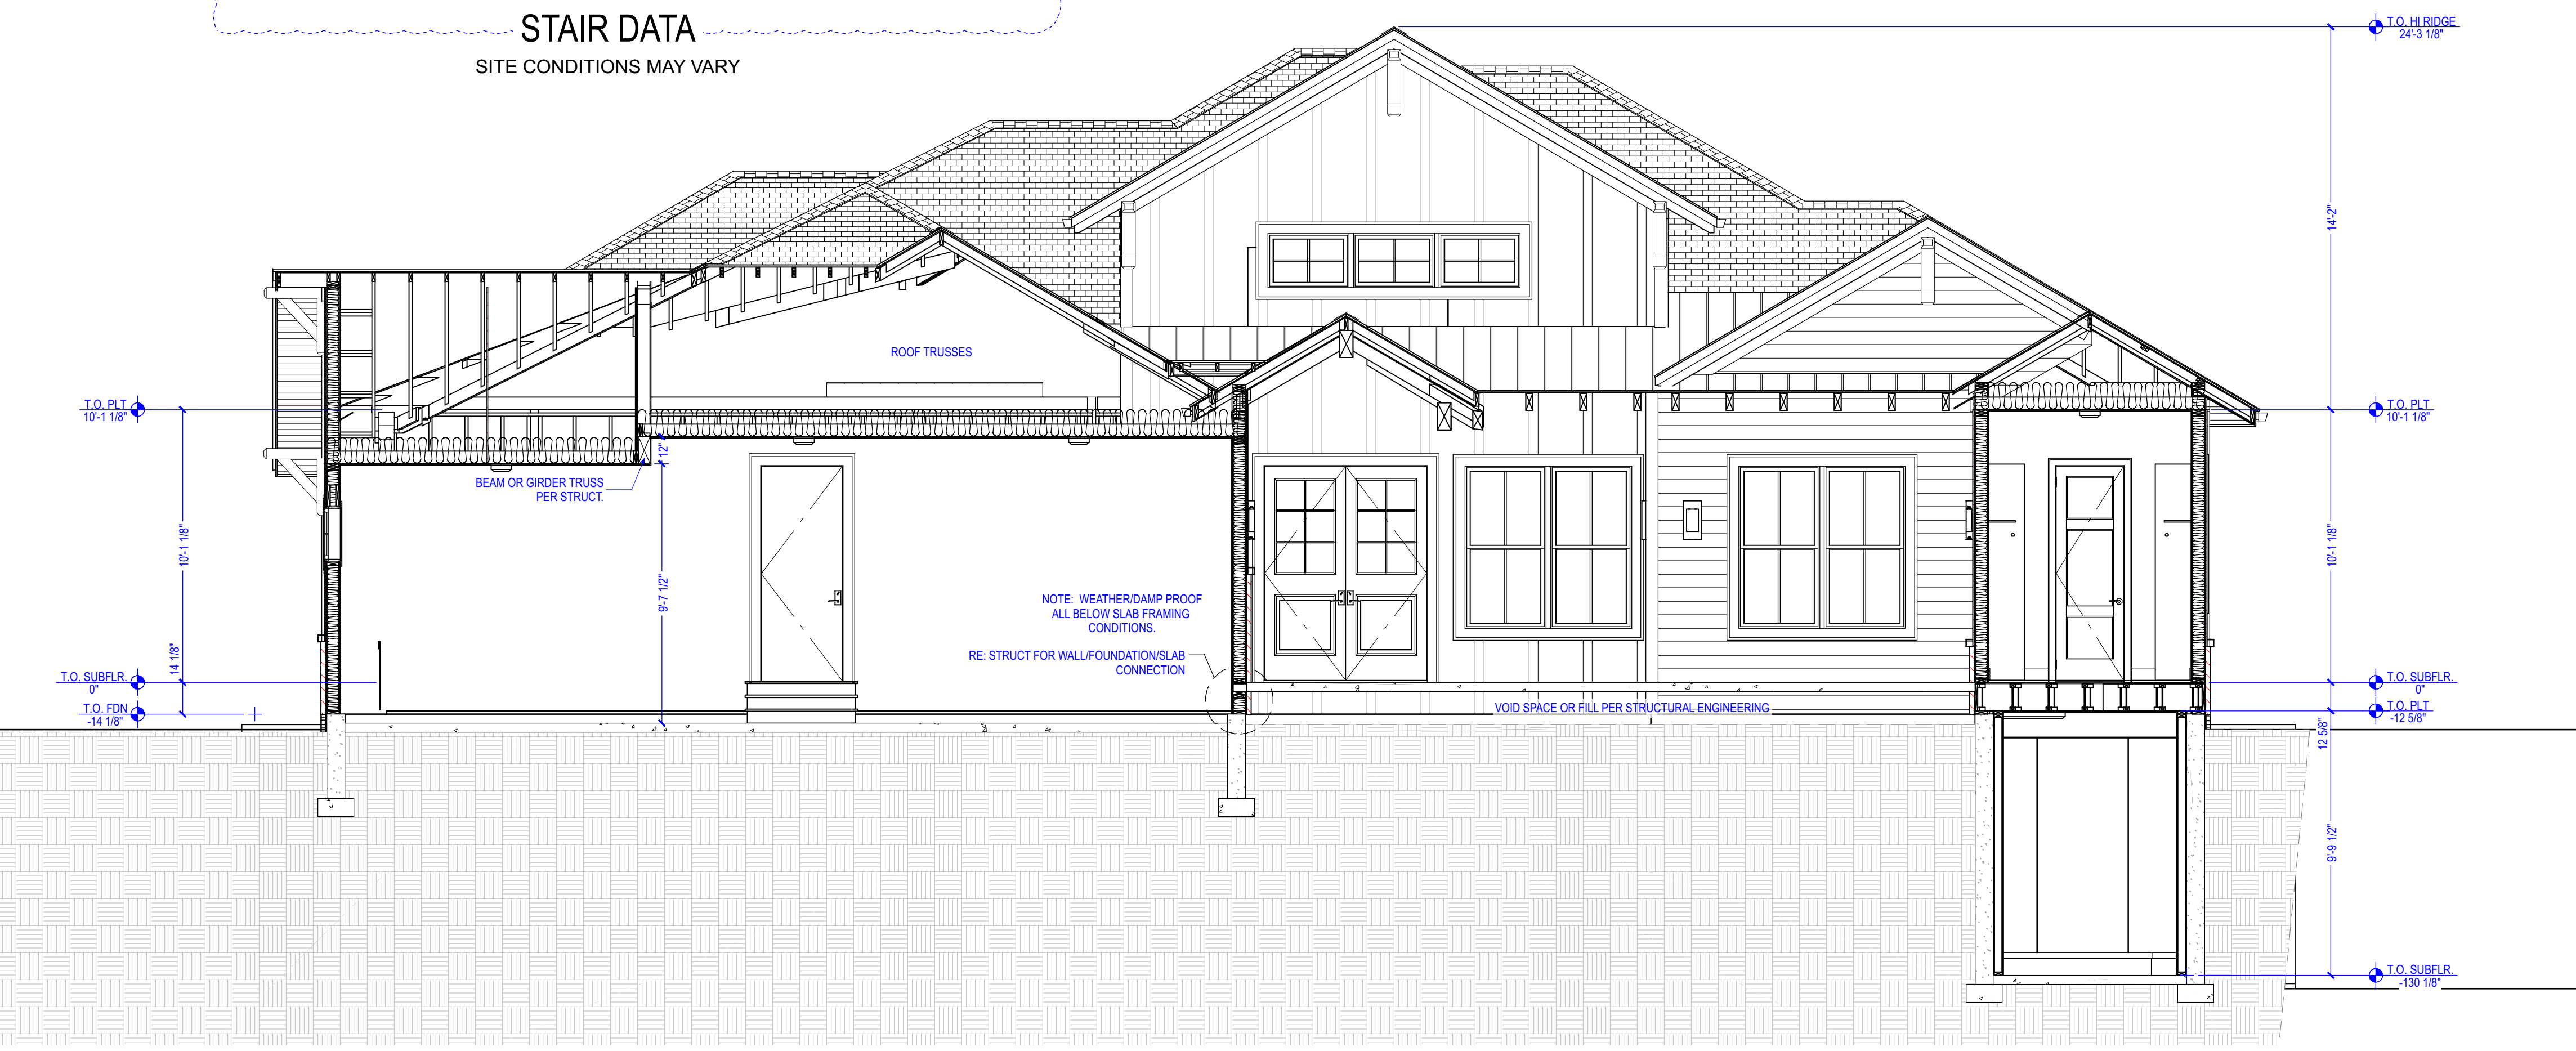 STAIR DATA
SITE CONDITIONS MAY VARY
T.O. HI RIDGE
24'-3 1/8"
14'-2"
ROOF TRUSSES
T.O. PLT
10'-1 1/8"
T.O. PLT
10'-1 1/8"
12"
BEAM OR GIRDER TRUSS
PER STRUCT.
10'-1 1/8"
9'-7 1/2"
10'-1 1/8"
NOTE:  WEATHER/DAMP PROOF
ALL BELOW SLAB FRAMING
CONDITIONS.
RE: STRUCT FOR WALL/FOUNDATION/SLAB
CONNECTION
14 1/8"
T.O. SUBFLR.
0"
T.O. SUBFLR.
0"
T.O. FDN
-14 1/8"
VOID SPACE OR FILL PER STRUCTURAL ENGINEERING
T.O. PLT
-12 5/8"
12 5/8"
9'-9 1/2"
T.O. SUBFLR.
-130 1/8"